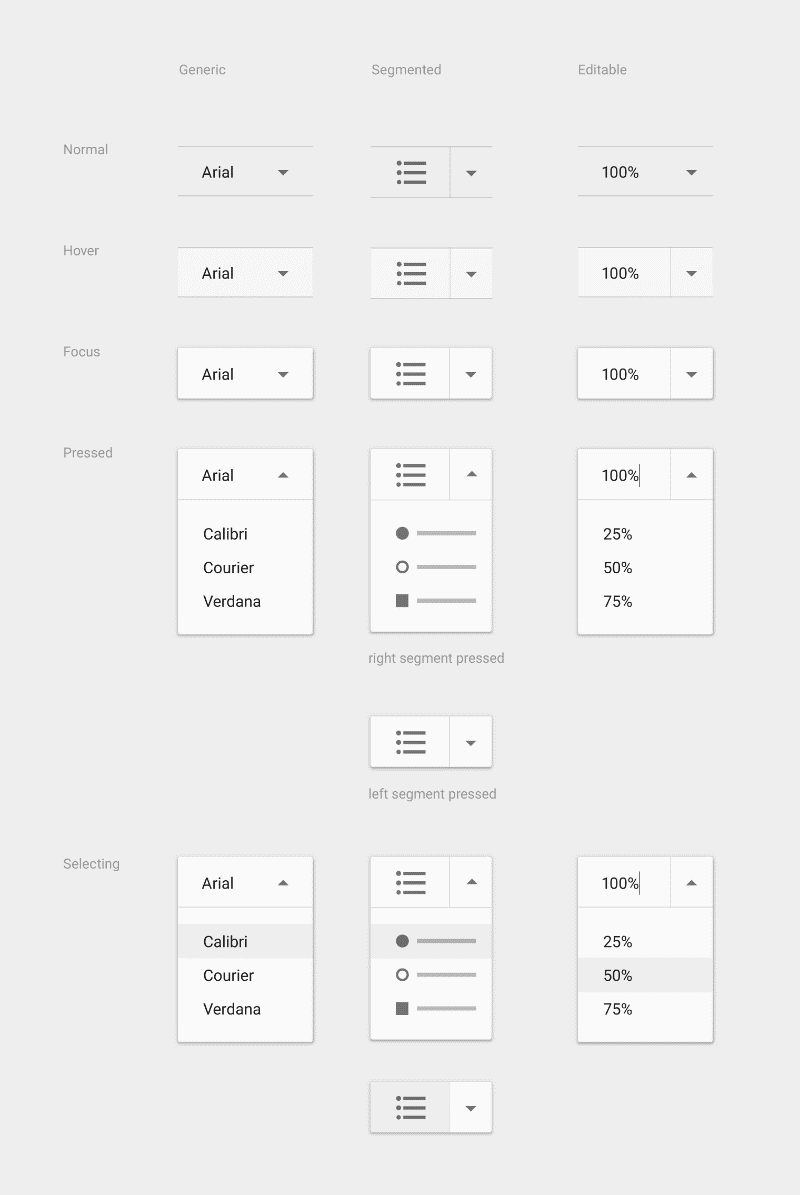 Generic Segmented Editable
Normal Arial 100%
Hover Arial 100%
Focus Arial 100%
Pressed Arial 100%
Calibri 25%
Courier 50%
Verdana 75%
right segment pressed
left segment pressed
Selecting Arial 100%
Calibri 25%
Courier 50%
Verdana 75%